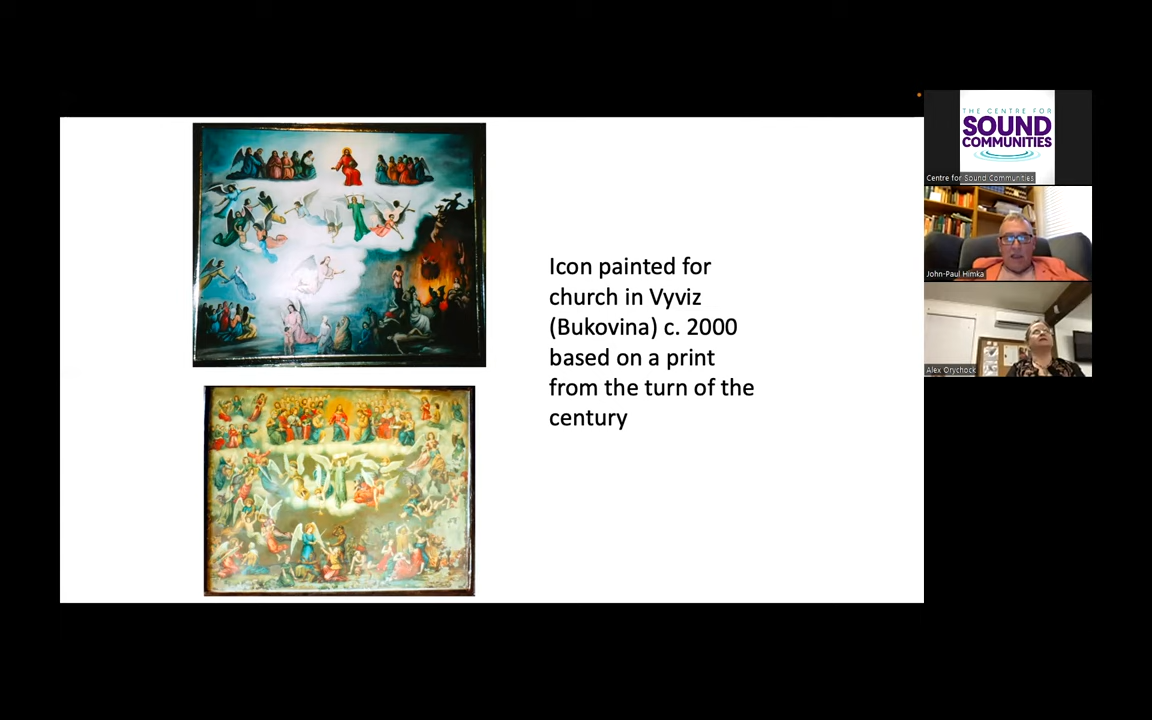 Icon painted for
church in Vyviz
(Bukovina) c. 2000
based on a print
from the turn of the
century
THE CENTRE FOR
SOUND
COMMUNITIES
Centre for Sound Communities
John-Paul Himka
Alex Orychock